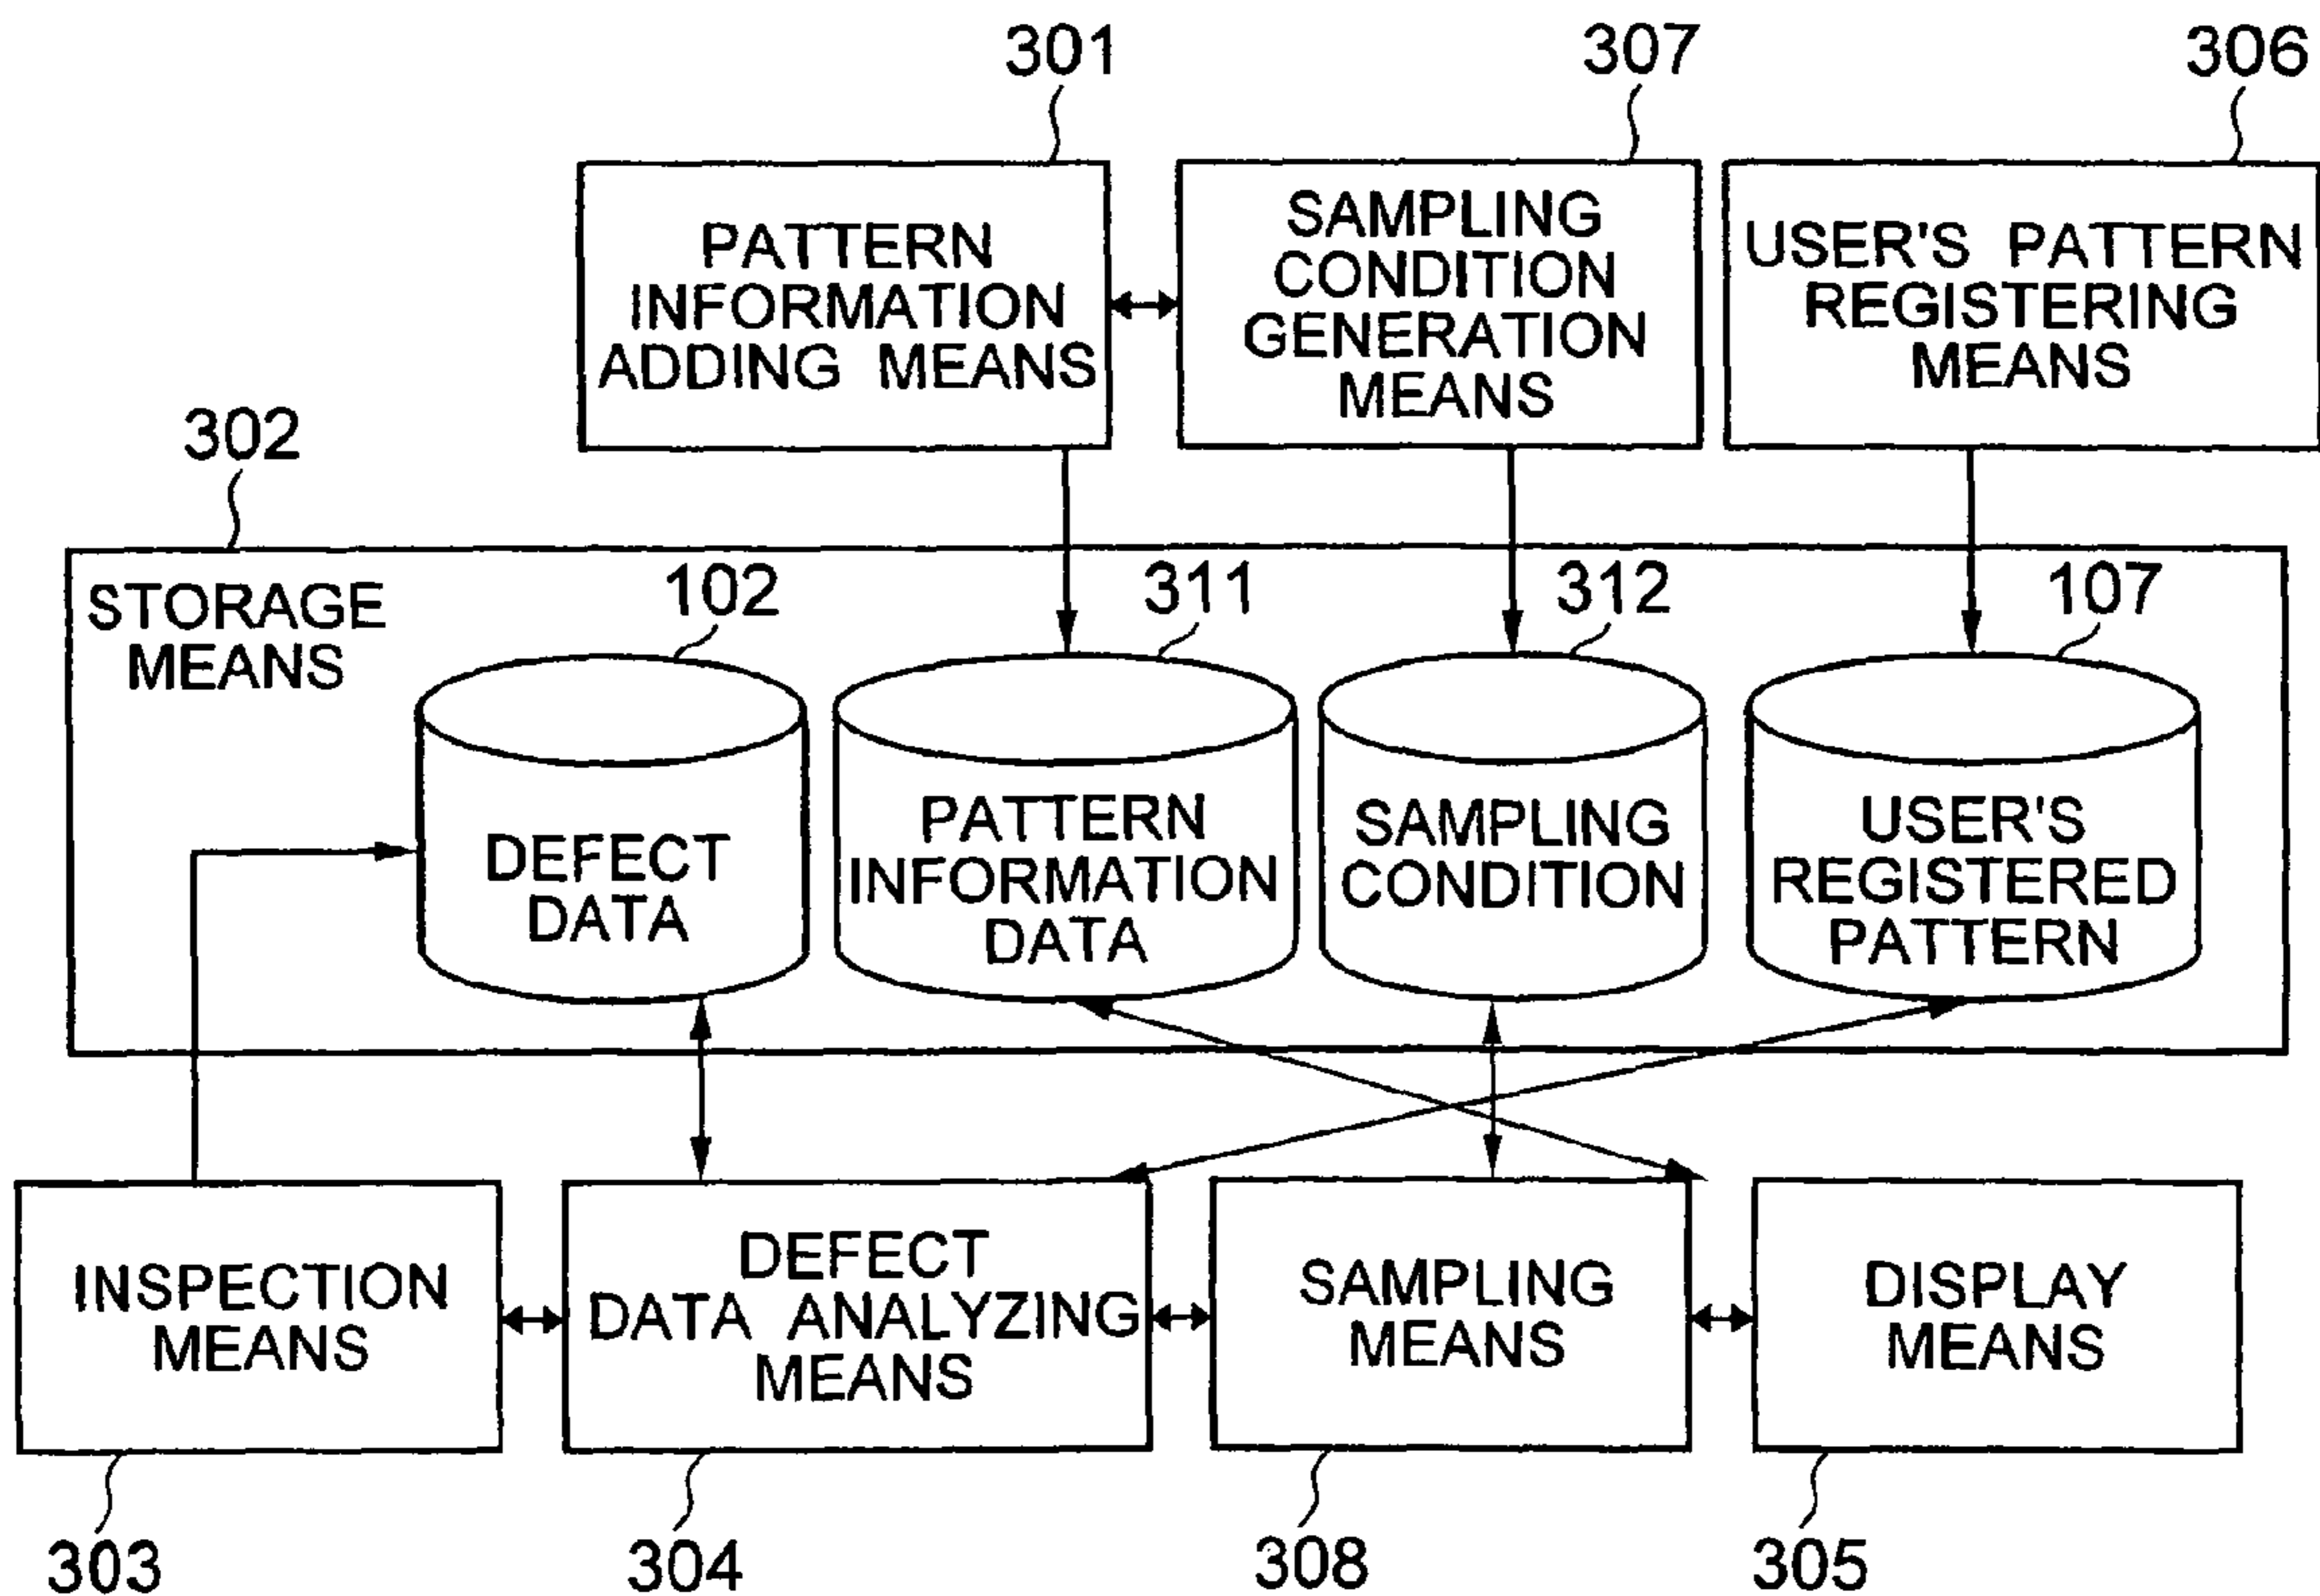 301
307
306
PATTERN
INFORMATION
ADDING MEANS
SAMPLING
CONDITION
GENERATION
MEANS
USER'S PATTERN
REGISTERING
MEANS
302
STORAGE
MEANS
102
311
312
107
DEFECT
DATA
PATTERN
INFORMATION
DATA
SAMPLING
CONDITION
USER'S
REGISTERED
PATTERN
INSPECTION
MEANS
DEFECT
DATA ANALYZING
MEANS
SAMPLING
MEANS
DISPLAY
MEANS
303
304
308
305